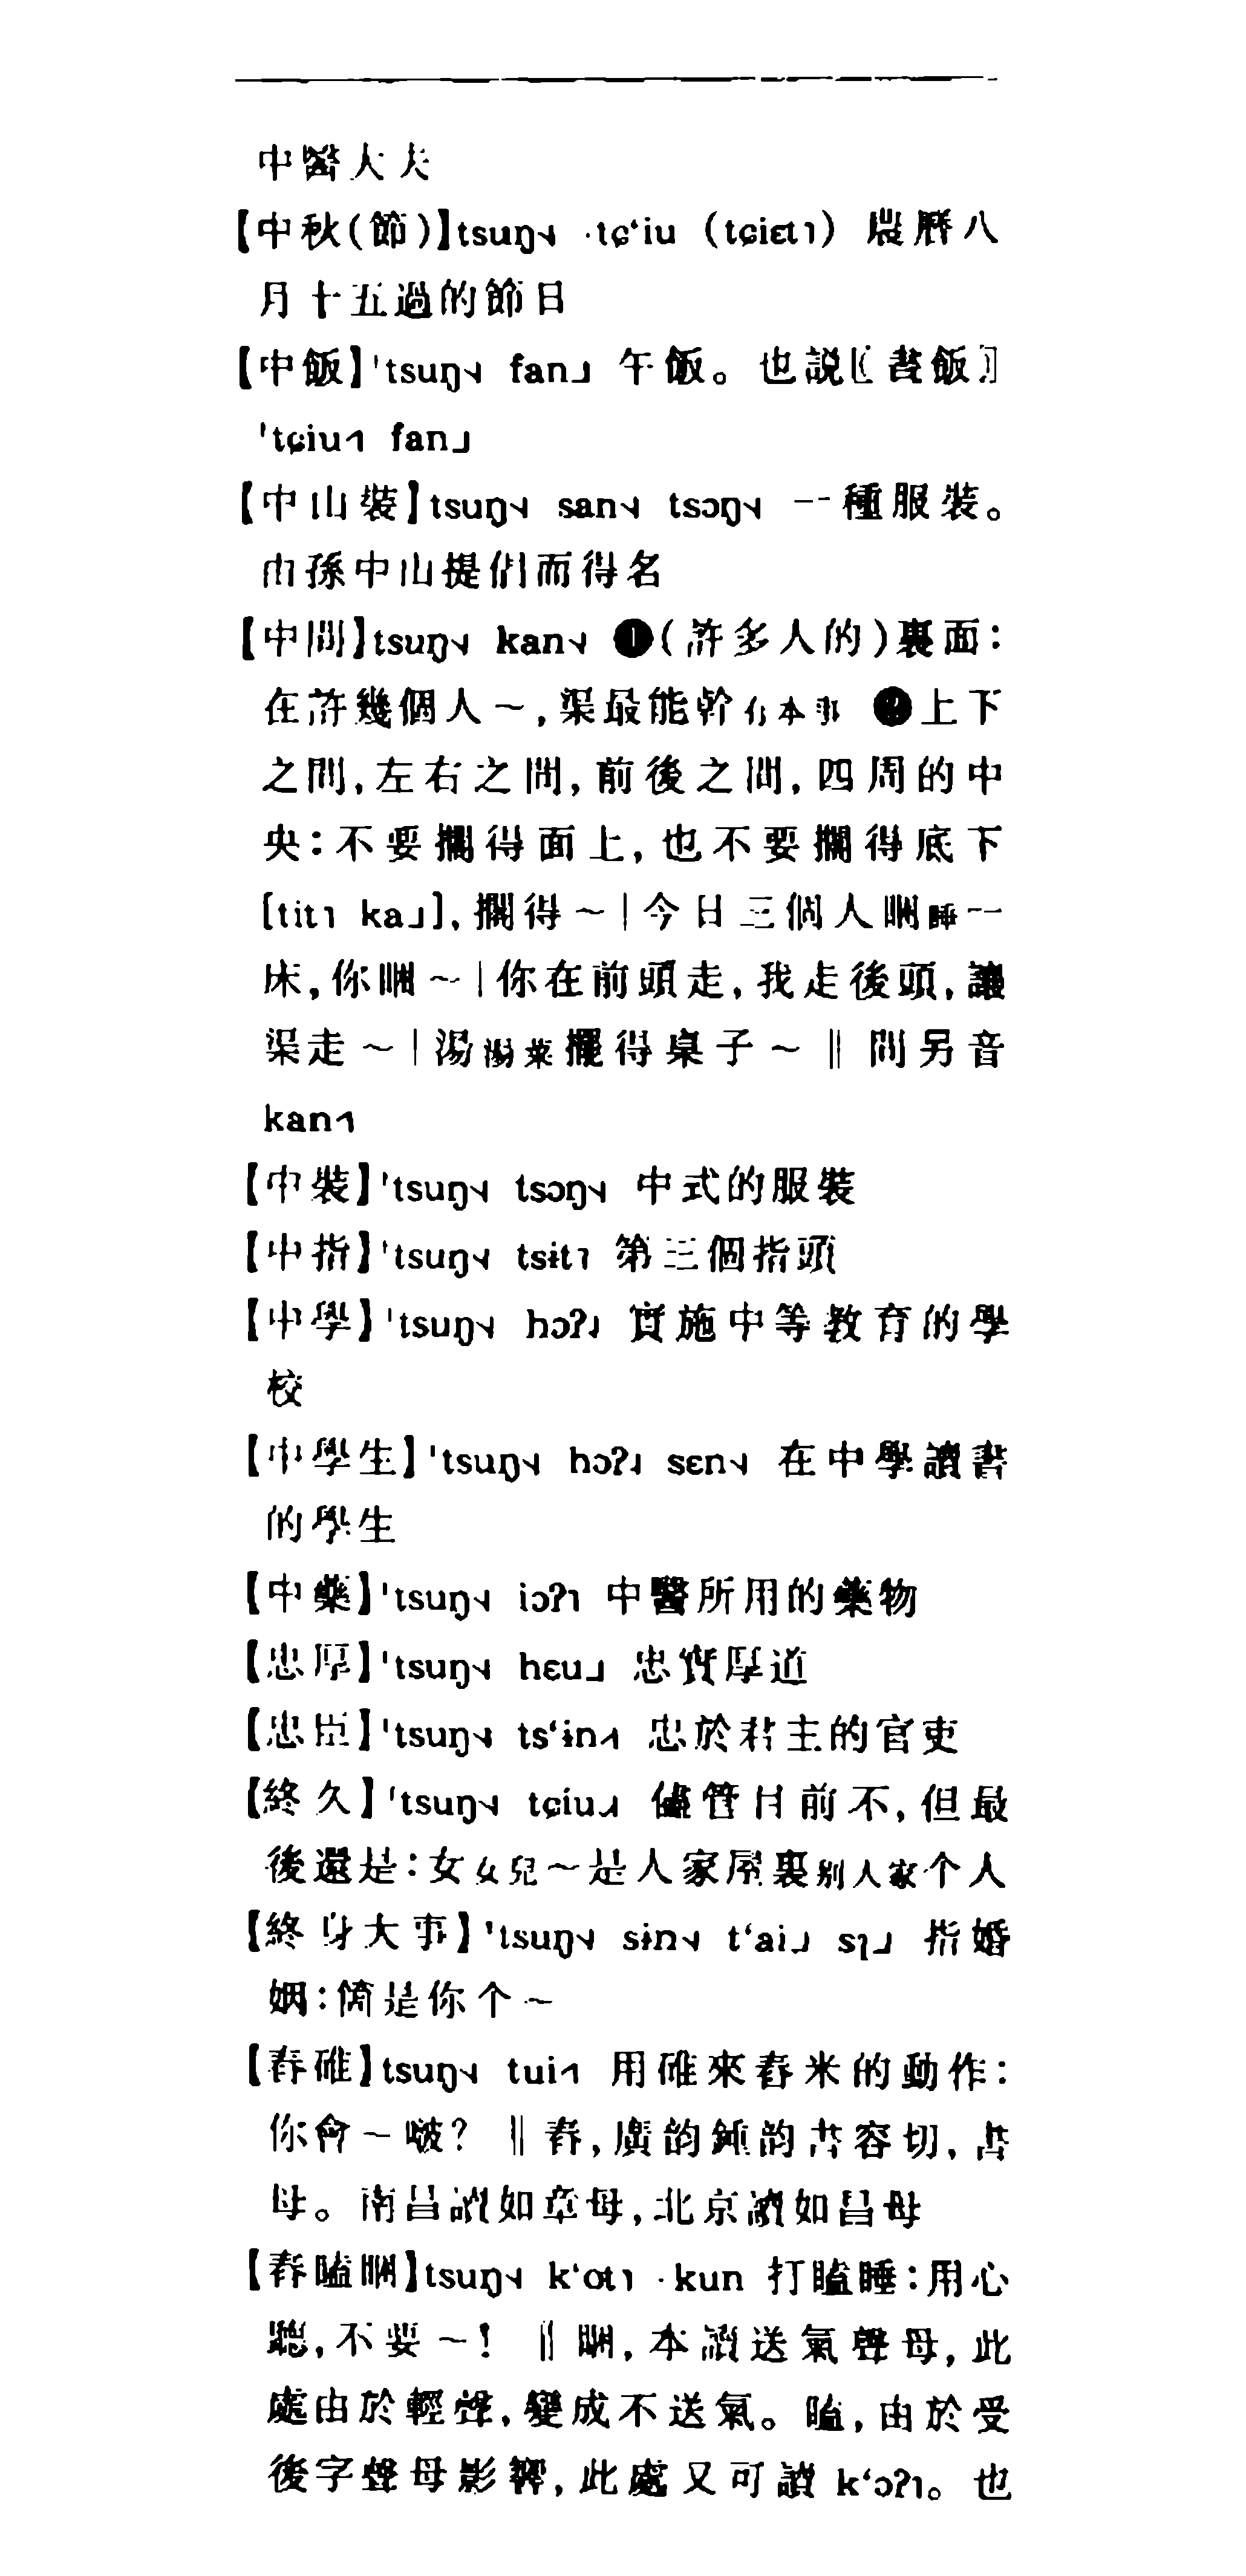 中醫大夫
【中秋(節)】tsuŋ˧˩ ·tɕʻiu (tɕiɛt˥) 農曆八
月十五過的節日
【中飯】ˈtsuŋ˧˩ fan˩ 午飯。也説〖晝飯〗
ˈtɕiu˧˥ fan˩
【中山裝】tsuŋ˧˩ san˧˩ tsɔŋ˧˩ 一種服裝。
由孫中山提倡而得名
【中間】tsuŋ˧˩ kan˧˩ ❶(許多人的)裏面:
在許幾個人～,渠最能幹有本事 ❷上下
之間,左右之間,前後之間,四周的中
央:不要擱得面上,也不要擱得底下
[tit˥ ka˩],擱得～|今日三個人睏睡一
床,你睏～|你在前頭走,我走後頭,讓
渠走～|湯湯菜擺得桌子～‖間另音
kan˧˥
【中裝】ˈtsuŋ˧˩ tsɔŋ˧˩ 中式的服裝
【中指】ˈtsuŋ˧˩ tsɨt˥ 第三個指頭
【中學】ˈtsuŋ˧˩ hɔʔ˨ 實施中等教育的學
校
【中學生】ˈtsuŋ˧˩ hɔʔ˨ sɛn˧˩ 在中學讀書
的學生
【中藥】ˈtsuŋ˧˩ iɔʔ˥ 中醫所用的藥物
【忠厚】ˈtsuŋ˧˩ hɛu˩ 忠實厚道
【忠臣】ˈtsuŋ˧˩ tsʻɨn˨˦ 忠於君主的官吏
【終久】ˈtsuŋ˧˩ tɕiu˨˩˧ 儘管目前不,但最
後還是:女女兒～是人家屋裏别人家个人
【終身大事】ˈtsuŋ˧˩ sɨn˧˩ tʻai˩ sɿ˩ 指婚
姻:箇是你个～
【舂碓】tsuŋ˧˩ tui˧˥ 用碓來舂米的動作:
你會～啵?‖舂,廣韵鍾韵書容切,書
母。南昌讀如章母,北京讀如昌母
【舂瞌睏】tsuŋ˧˩ kʻɔt˥ ·kun 打瞌睡:用心
聽,不要～!‖睏,本讀送氣聲母,此
處由於輕聲,變成不送氣。瞌,由於受
後字聲母影響,此處又可讀 kʻɔʔ˥。也